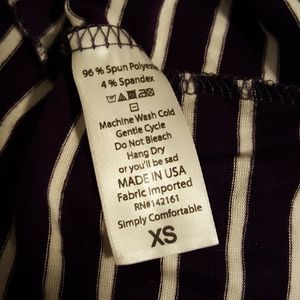 96 % Spun Polyes
4 % Spandex
Machine Wash Cold
Gentle Cycle
Do Not Bleach
Hang Dry
or you'll be sad
MADE IN USA
Fabric Imported
RN#142161
Simply Comfortable
XS